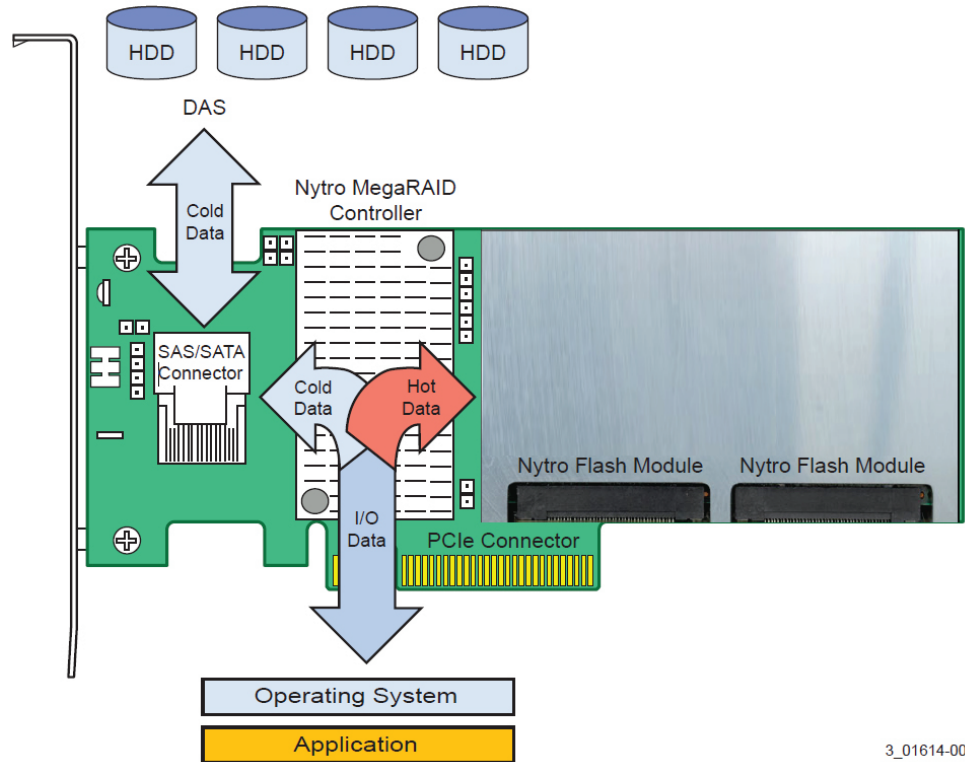 HDD HDD HDD HDD
DAS
Cold
Data
Nytro MegaRAID
Controller
SAS/SATA
Connector
Cold
Data
Hot
Data
Nytro Flash Module Nytro Flash Module
I/O
Data
PCIe Connector
Operating System
Application
3_01614-00